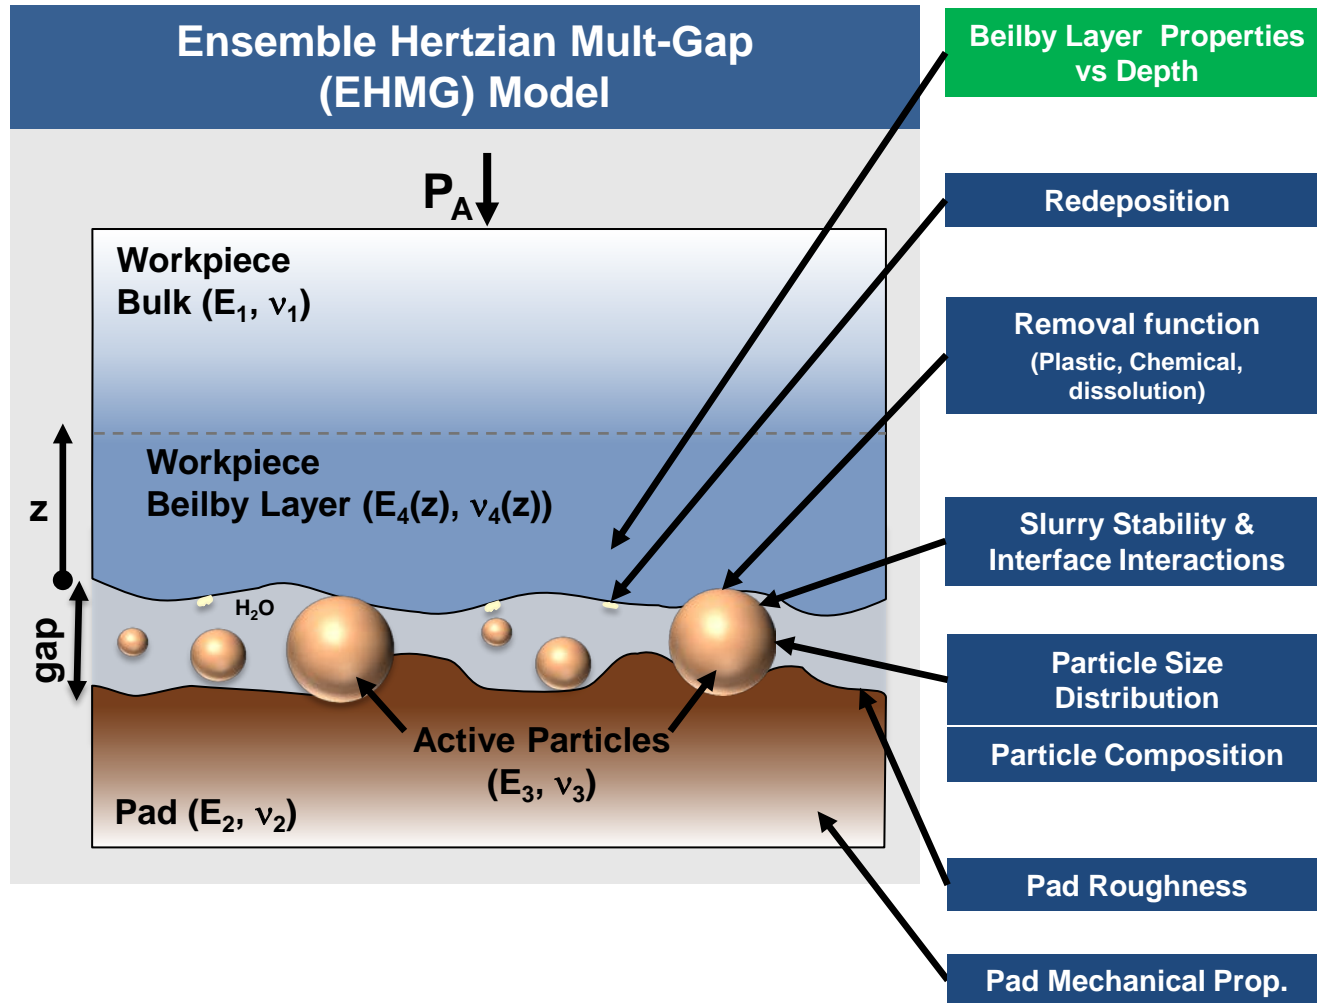 Ensemble Hertzian Mult-Gap
(EHMG) Model
P_A
Workpiece
Bulk (E₁, ν₁)
Workpiece
Beilby Layer (E₄(z), ν₄(z))
z
gap
H₂O
Active Particles
(E₃, ν₃)
Pad (E₂, ν₂)
Beilby Layer Properties
vs Depth
Redeposition
Removal function
(Plastic, Chemical,
dissolution)
Slurry Stability &
Interface Interactions
Particle Size
Distribution
Particle Composition
Pad Roughness
Pad Mechanical Prop.